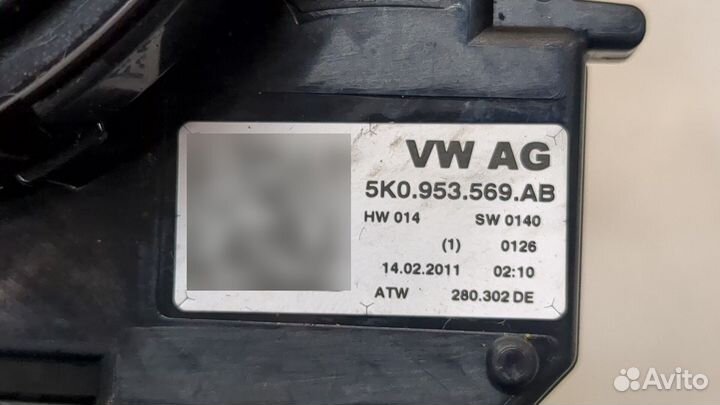 VW AG
5K0.953.569.AB
HW 014 SW 0140
(1) 0126
14.02.2011 02:10
ATW 280.302 DE
Avito